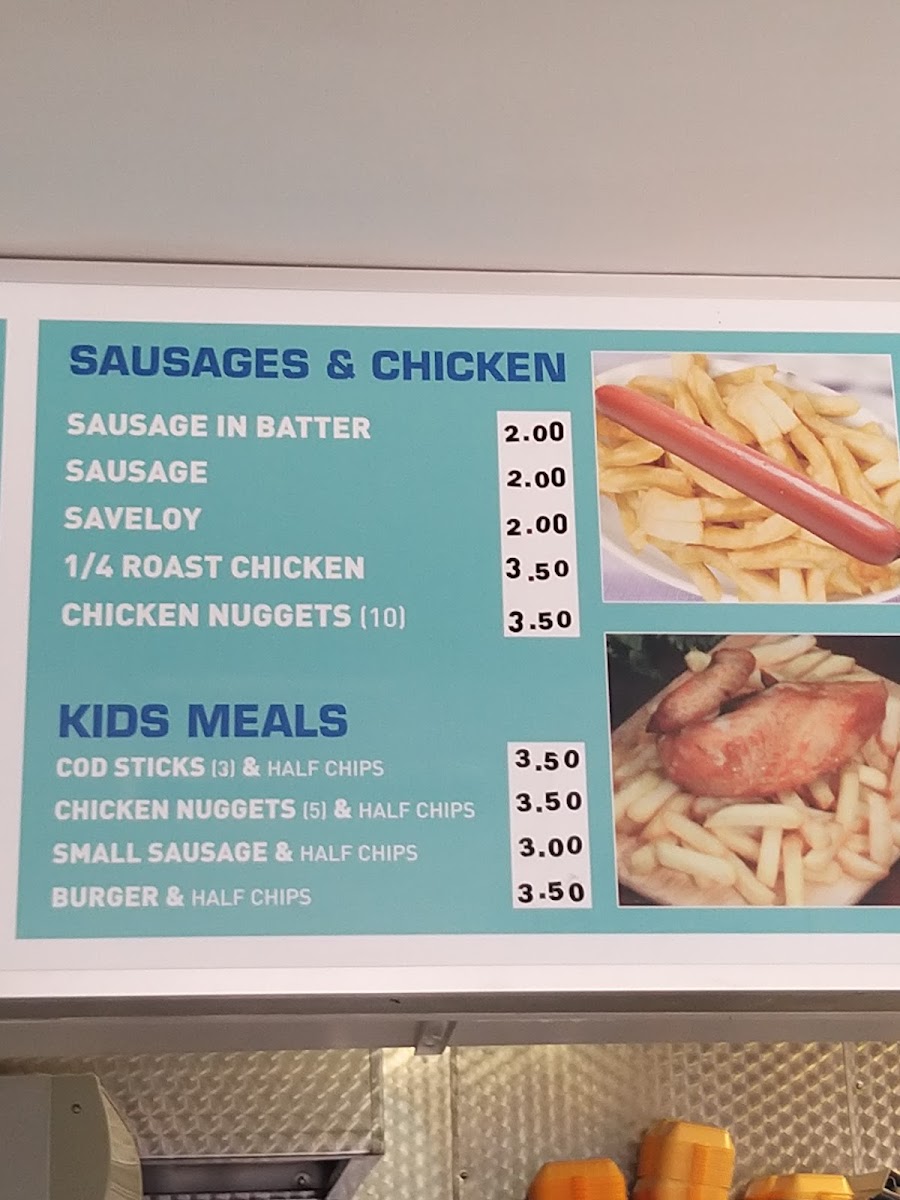 SAUSAGES & CHICKEN
SAUSAGE IN BATTER 2.00
SAUSAGE 2.00
SAVELOY 2.00
1/4 ROAST CHICKEN 3.50
CHICKEN NUGGETS (10) 3.50
KIDS MEALS
COD STICKS (3) & HALF CHIPS 3.50
CHICKEN NUGGETS (5) & HALF CHIPS 3.50
SMALL SAUSAGE & HALF CHIPS 3.00
BURGER & HALF CHIPS 3.50